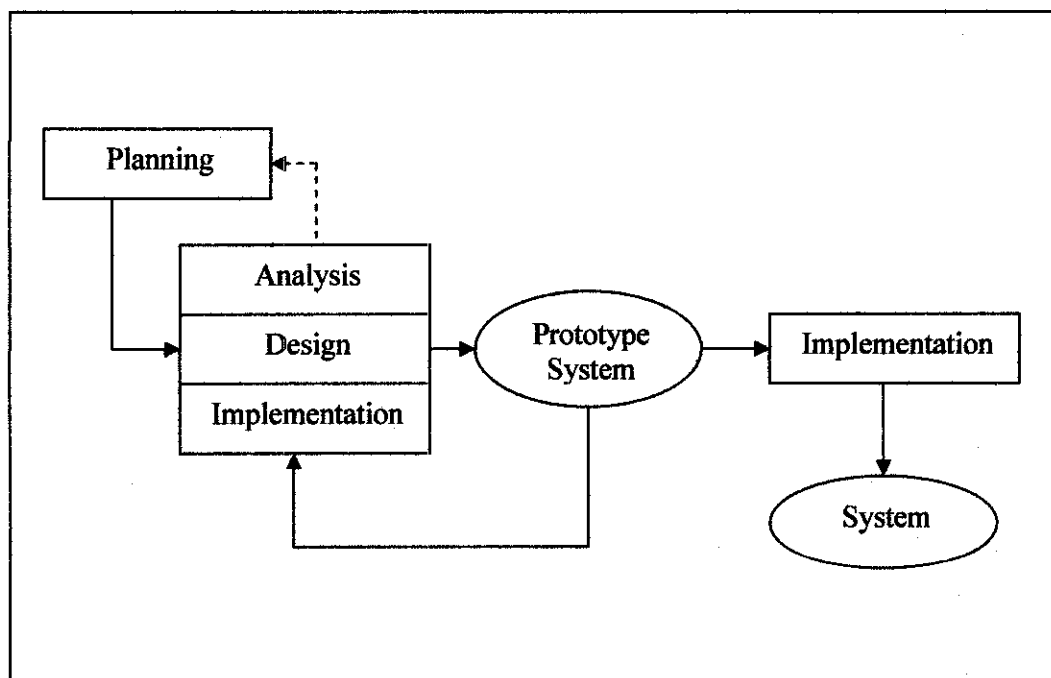 Planning
Analysis
Design
Implementation
Prototype
System
Implementation
System